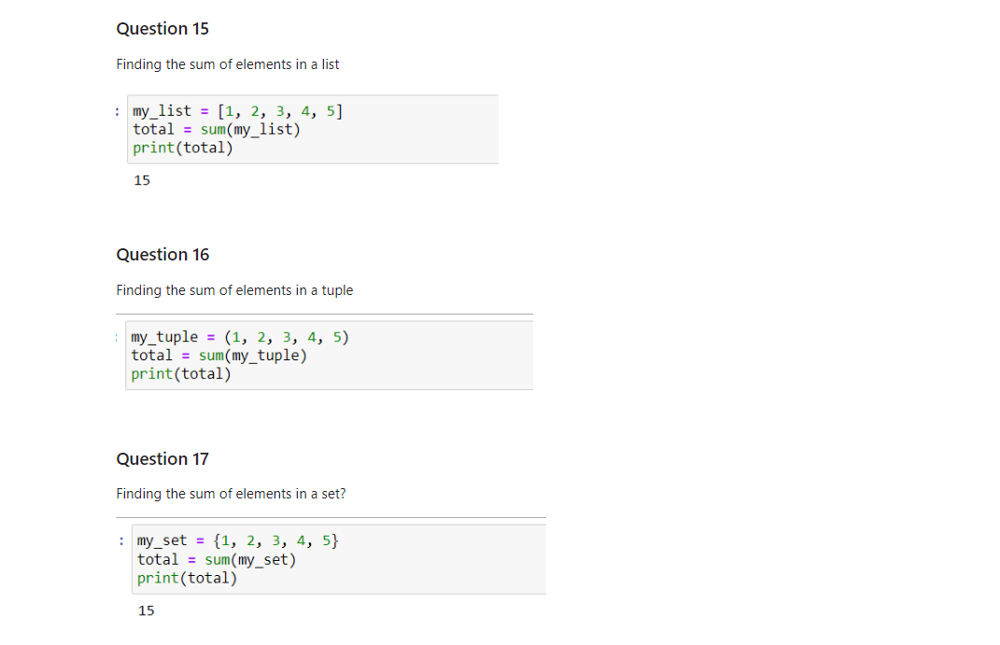 Question 15
Finding the sum of elements in a list
: my_list = [1, 2, 3, 4, 5]
total = sum(my_list)
print(total)
15
Question 16
Finding the sum of elements in a tuple
: my_tuple = (1, 2, 3, 4, 5)
total = sum(my_tuple)
print(total)
Question 17
Finding the sum of elements in a set?
: my_set = {1, 2, 3, 4, 5}
total = sum(my_set)
print(total)
15